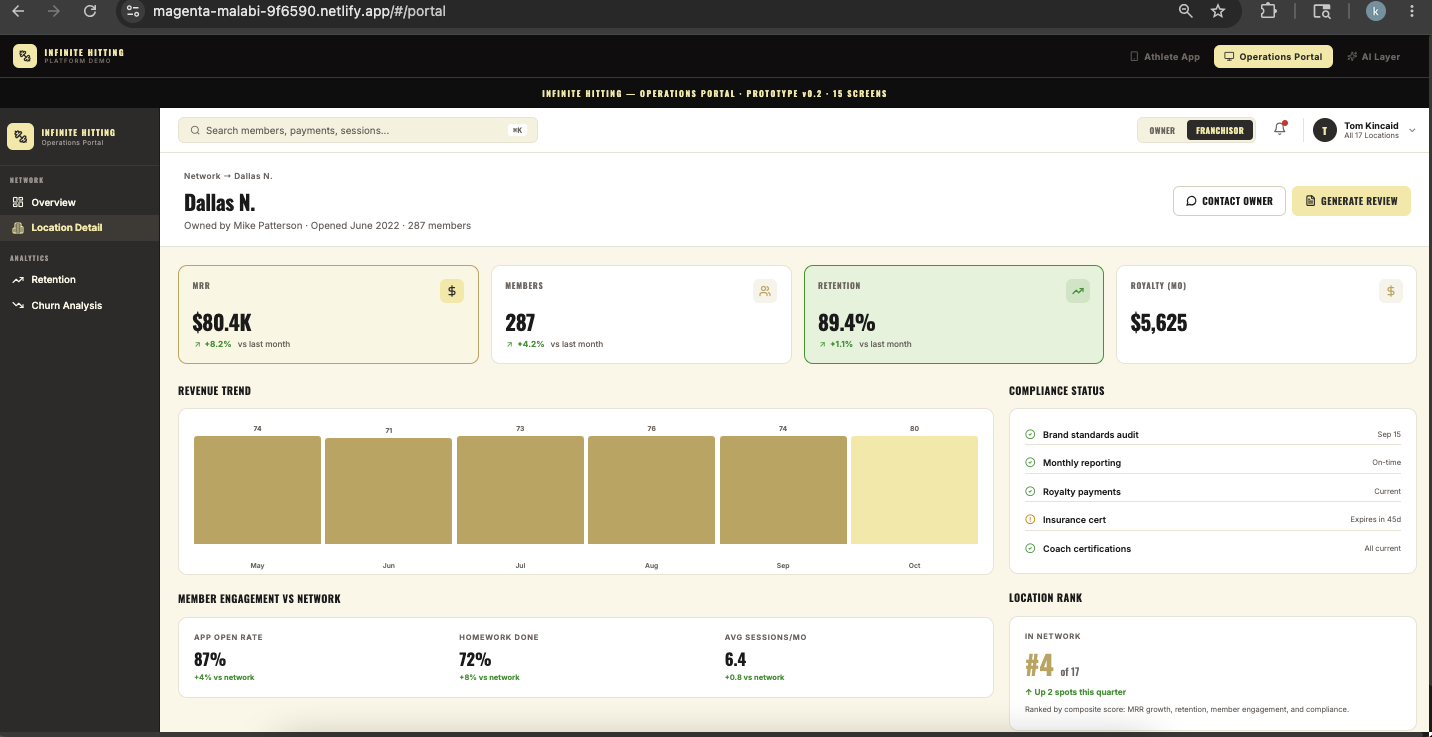 magenta-malabi-9f6590.netlify.app/#/portal
k
INFINITE HITTING
PLATFORM DEMO
Athlete App
Operations Portal
AI Layer
INFINITE HITTING — OPERATIONS PORTAL · PROTOTYPE v0.2 · 15 SCREENS
INFINITE HITTING
Operations Portal
NETWORK
Overview
Location Detail
ANALYTICS
Retention
Churn Analysis
Search members, payments, sessions...
⌘K
OWNER
FRANCHISOR
T
Tom Kincaid
All 17 Locations
Network → Dallas N.
Dallas N.
Owned by Mike Patterson · Opened June 2022 · 287 members
CONTACT OWNER
GENERATE REVIEW
MRR
$
$80.4K
+8.2% vs last month
MEMBERS
287
+4.2% vs last month
RETENTION
89.4%
+1.1% vs last month
ROYALTY (MO)
$
$5,625
REVENUE TREND
74 71 73 76 74 80
May Jun Jul Aug Sep Oct
COMPLIANCE STATUS
Brand standards audit Sep 15
Monthly reporting On-time
Royalty payments Current
Insurance cert Expires in 45d
Coach certifications All current
MEMBER ENGAGEMENT VS NETWORK
APP OPEN RATE
87%
+4% vs network
HOMEWORK DONE
72%
+8% vs network
AVG SESSIONS/MO
6.4
+0.8 vs network
LOCATION RANK
IN NETWORK
#4 of 17
↑ Up 2 spots this quarter
Ranked by composite score: MRR growth, retention, member engagement, and compliance.